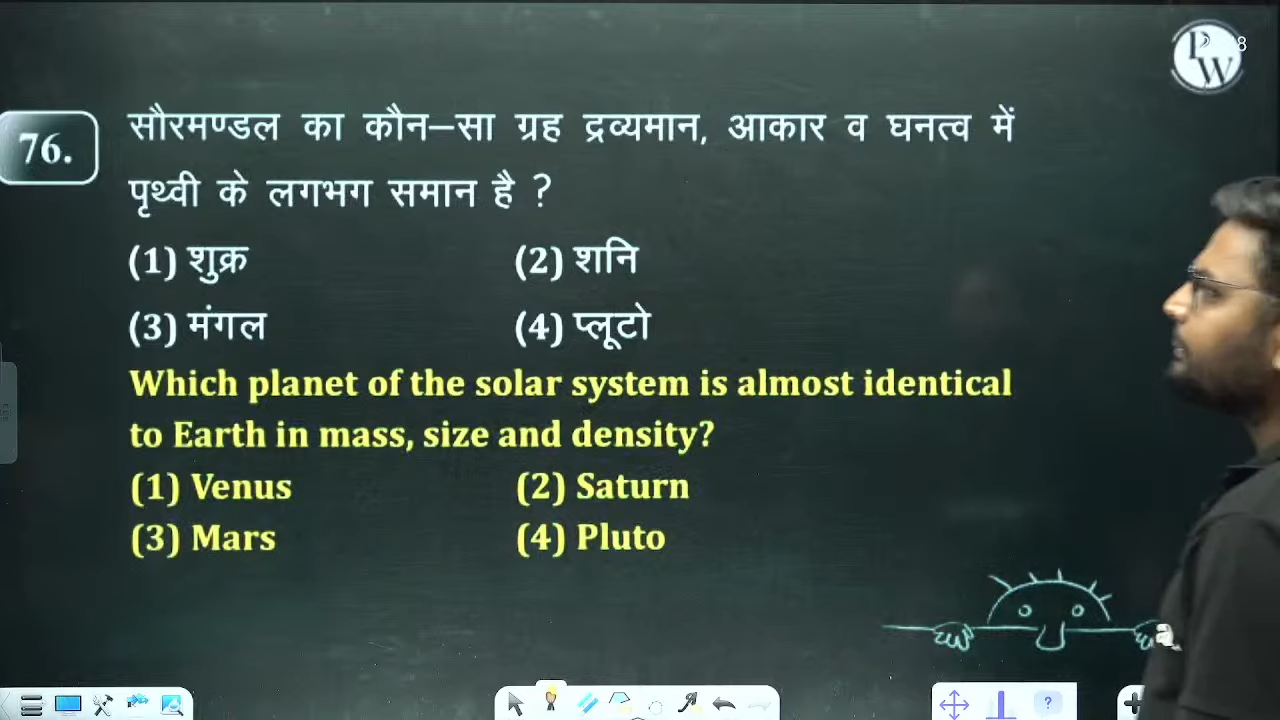 PW
8
76.
सौरमण्डल का कौन–सा ग्रह द्रव्यमान, आकार व घनत्व में
पृथ्वी के लगभग समान है ?
(1) शुक्र (2) शनि
(3) मंगल (4) प्लूटो
Which planet of the solar system is almost identical
to Earth in mass, size and density?
(1) Venus (2) Saturn
(3) Mars (4) Pluto